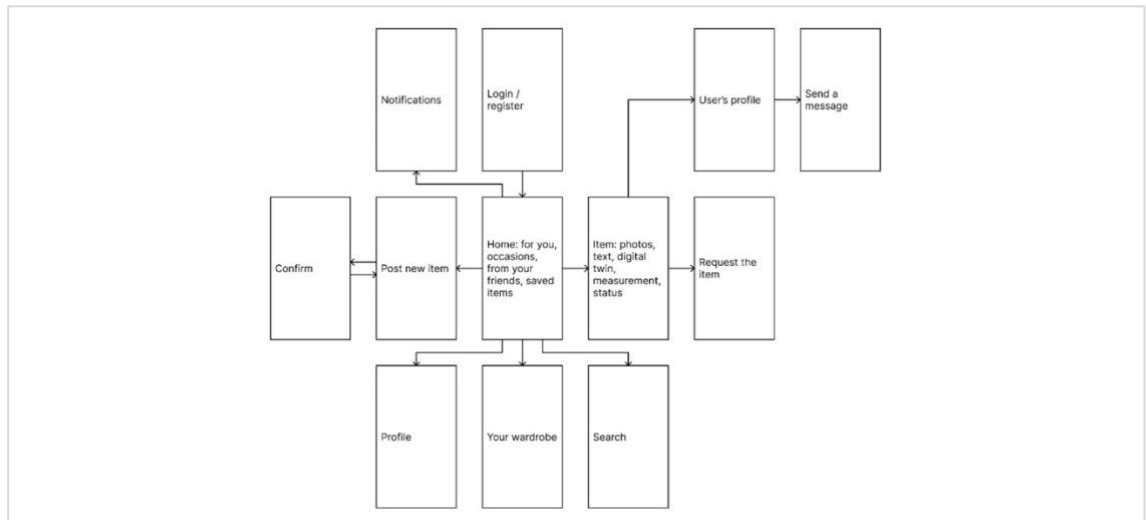 Notifications
Login /
register
User's profile
Send a
message
Confirm
Post new item
Home: for you,
occasions,
from your
friends, saved
items
Item: photos,
text, digital
twin,
measurement,
status
Request the
item
Profile
Your wardrobe
Search